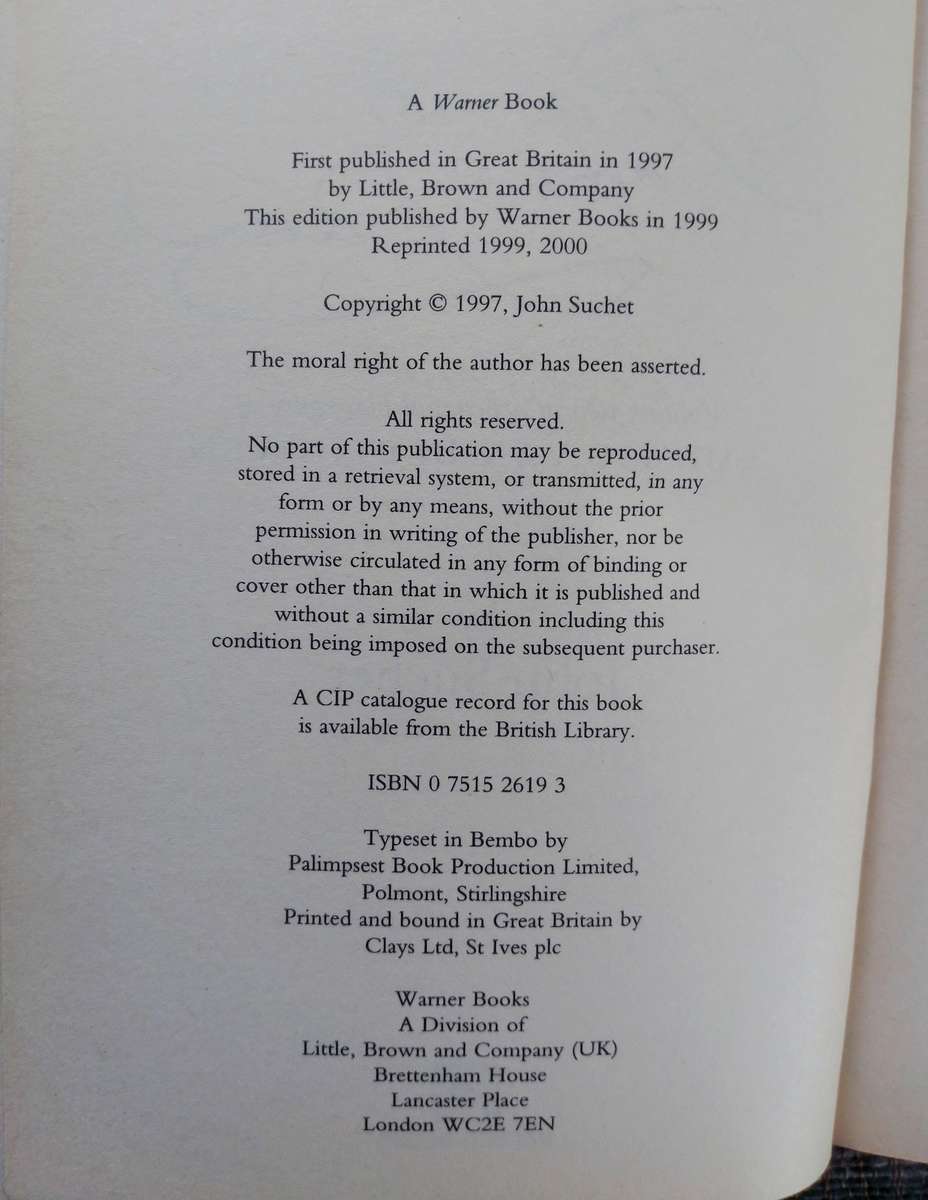 A Warner Book
First published in Great Britain in 1997
by Little, Brown and Company
This edition published by Warner Books in 1999
Reprinted 1999, 2000
Copyright © 1997, John Suchet
The moral right of the author has been asserted.
All rights reserved.
No part of this publication may be reproduced,
stored in a retrieval system, or transmitted, in any
form or by any means, without the prior
permission in writing of the publisher, nor be
otherwise circulated in any form of binding or
cover other than that in which it is published and
without a similar condition including this
condition being imposed on the subsequent purchaser.
A CIP catalogue record for this book
is available from the British Library.
ISBN 0 7515 2619 3
Typeset in Bembo by
Palimpsest Book Production Limited,
Polmont, Stirlingshire
Printed and bound in Great Britain by
Clays Ltd, St Ives plc
Warner Books
A Division of
Little, Brown and Company (UK)
Brettenham House
Lancaster Place
London WC2E 7EN